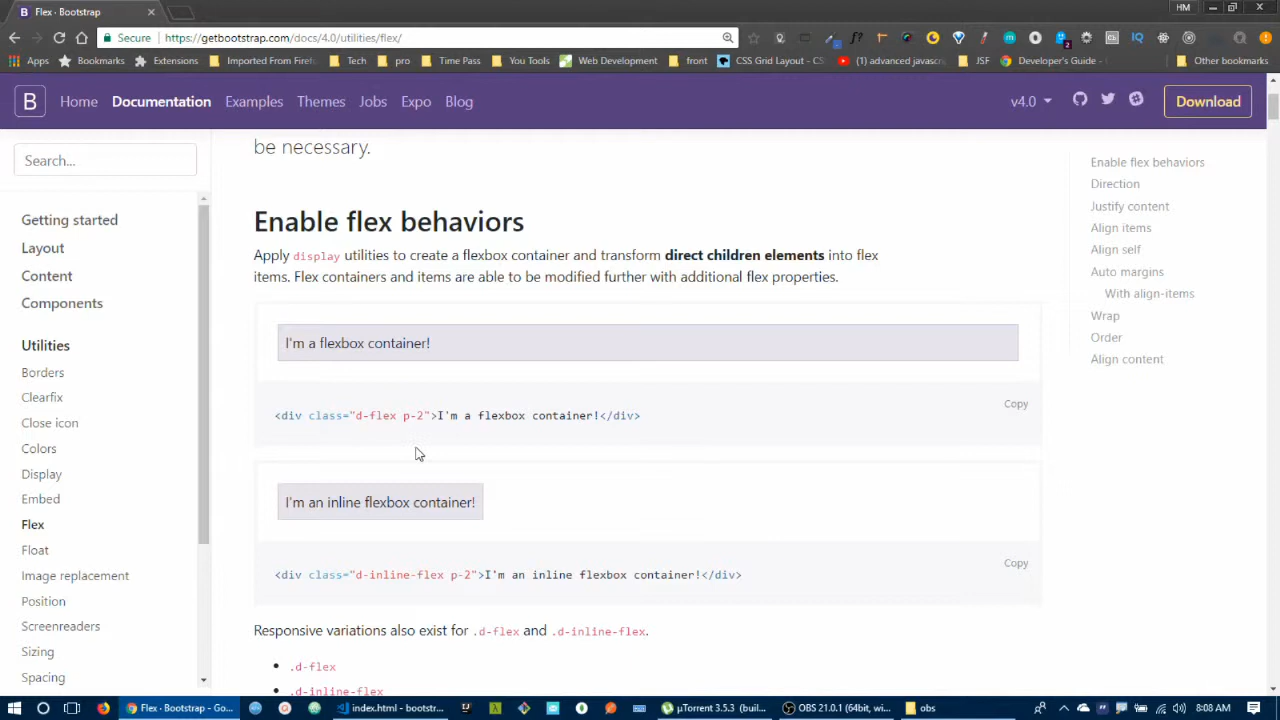 Flex · Bootstrap
HM
Secure
https://getbootstrap.com/docs/4.0/utilities/flex/
Apps
Bookmarks
Extensions
Imported From Firef
Tech
pro
Time Pass
You Tools
Web Development
front
CSS Grid Layout - CS
(1) advanced javasc
JSF
Developer's Guide -
Other bookmarks
B
Home
Documentation
Examples
Themes
Jobs
Expo
Blog
v4.0
Download
Search...
Getting started
Layout
Content
Components
Utilities
Borders
Clearfix
Close icon
Colors
Display
Embed
Flex
Float
Image replacement
Position
Screenreaders
Sizing
Spacing
be necessary.
Enable flex behaviors
Apply display utilities to create a flexbox container and transform direct children elements into flex
items. Flex containers and items are able to be modified further with additional flex properties.
I'm a flexbox container!
Copy
<div class="d-flex p-2">I'm a flexbox container!</div>
I'm an inline flexbox container!
Copy
<div class="d-inline-flex p-2">I'm an inline flexbox container!</div>
Responsive variations also exist for .d-flex and .d-inline-flex.
.d-flex
.d-inline-flex
Enable flex behaviors
Direction
Justify content
Align items
Align self
Auto margins
With align-items
Wrap
Order
Align content
Flex · Bootstrap - Go...
index.html - bootstr...
µTorrent 3.5.3 (buil...
OBS 21.0.1 (64bit, wi...
obs
8:08 AM